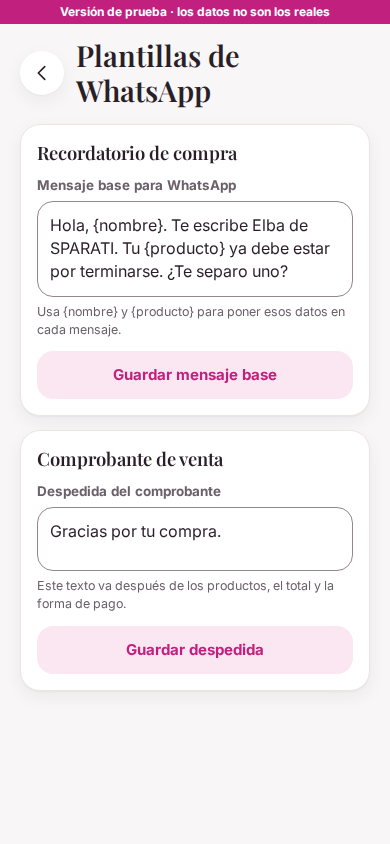 Versión de prueba · los datos no son los reales
Plantillas de
WhatsApp
Recordatorio de compra
Mensaje base para WhatsApp
Hola, {nombre}. Te escribe Elba de
SPARATI. Tu {producto} ya debe estar
por terminarse. ¿Te separo uno?
Usa {nombre} y {producto} para poner esos datos en
cada mensaje.
Guardar mensaje base
Comprobante de venta
Despedida del comprobante
Gracias por tu compra.
Este texto va después de los productos, el total y la
forma de pago.
Guardar despedida